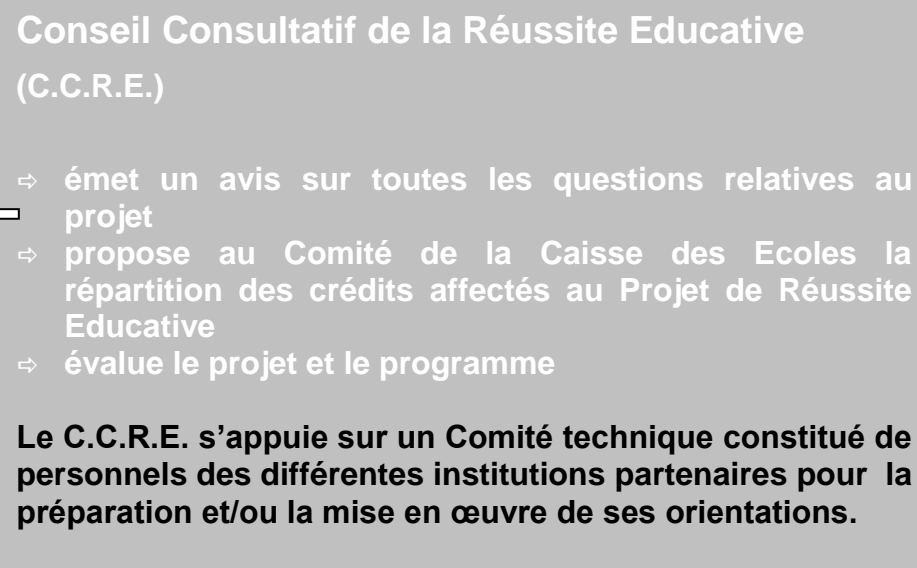 Conseil Consultatif de la Réussite Educative
(C.C.R.E.)
⇨ émet un avis sur toutes les questions relatives au
projet
⇨ propose au Comité de la Caisse des Ecoles la
répartition des crédits affectés au Projet de Réussite
Educative
⇨ évalue le projet et le programme
Le C.C.R.E. s’appuie sur un Comité technique constitué de
personnels des différentes institutions partenaires pour la
préparation et/ou la mise en œuvre de ses orientations.